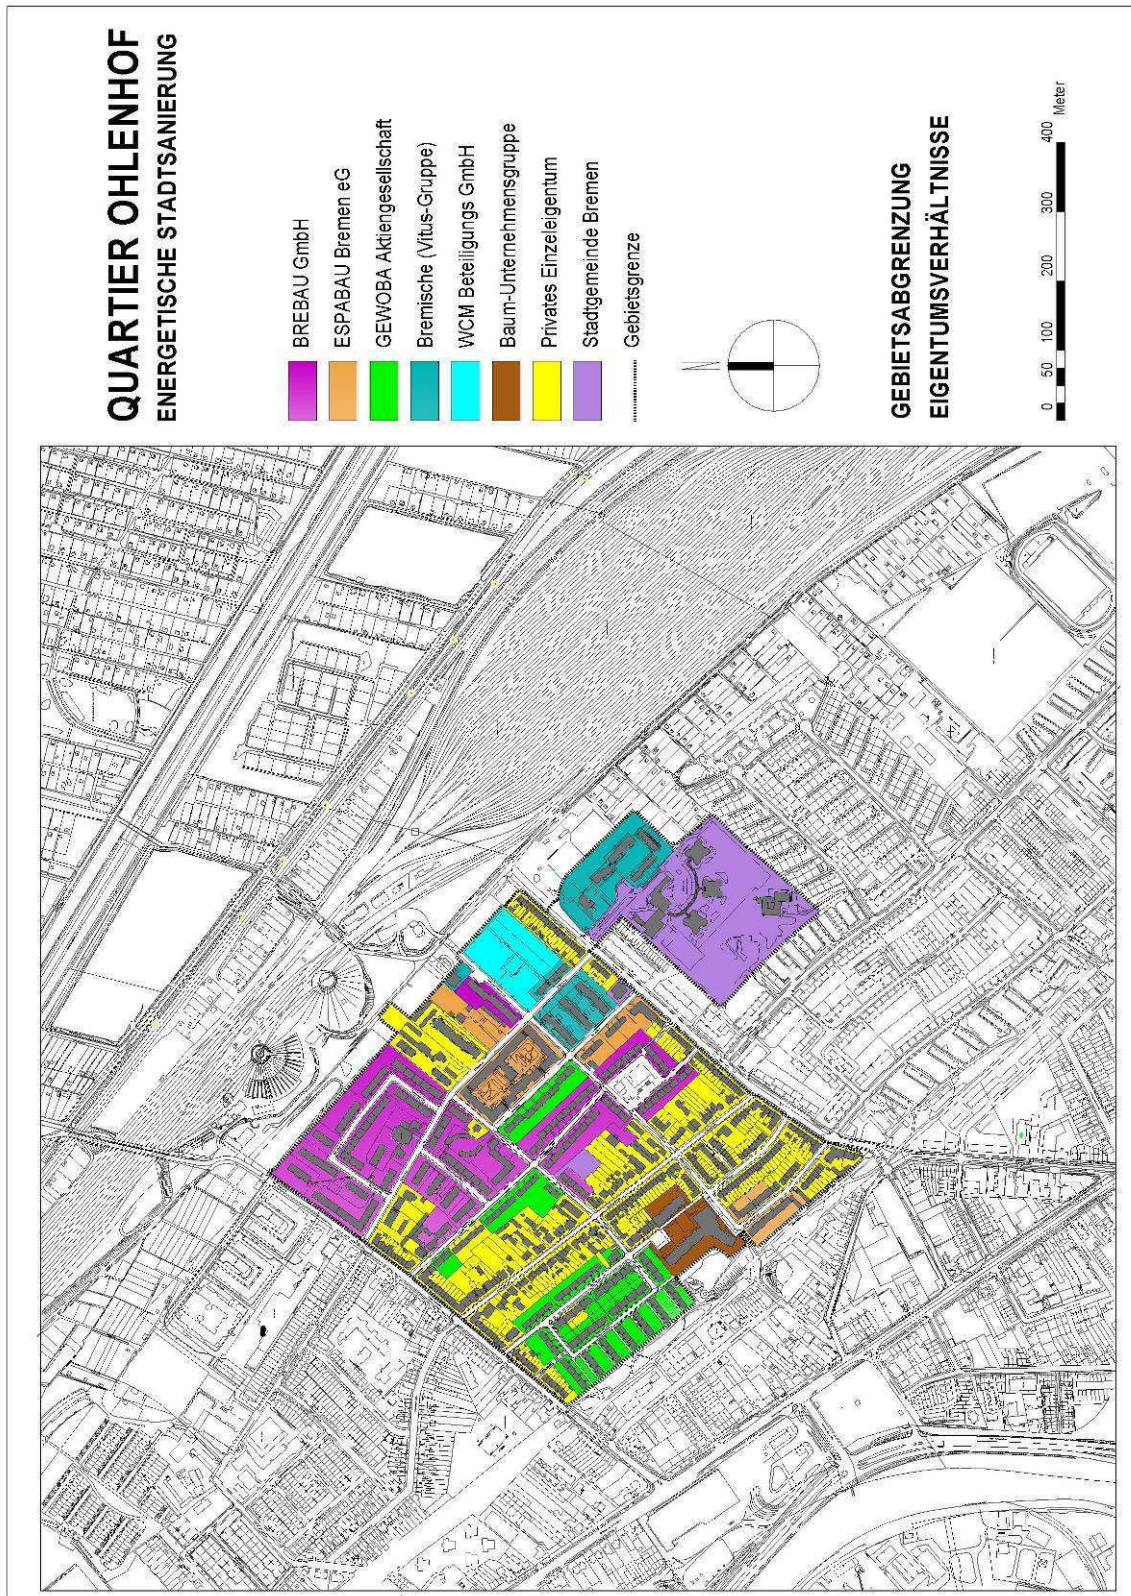 QUARTIER OHLENHOF
ENERGETISCHE STADTSANIERUNG
BREBAU GmbH
ESPABAU Bremen eG
GEWOBA Aktiengesellschaft
Bremische (Vitus-Gruppe)
WCM Beteiligungs GmbH
Baum-Unternehmensgruppe
Privates Einzeleigentum
Stadtgemeinde Bremen
Gebietsgrenze
N
GEBIETSABGRENZUNG
EIGENTUMSVERHÄLTNISSE
0 50 100 200 300 400
Meter